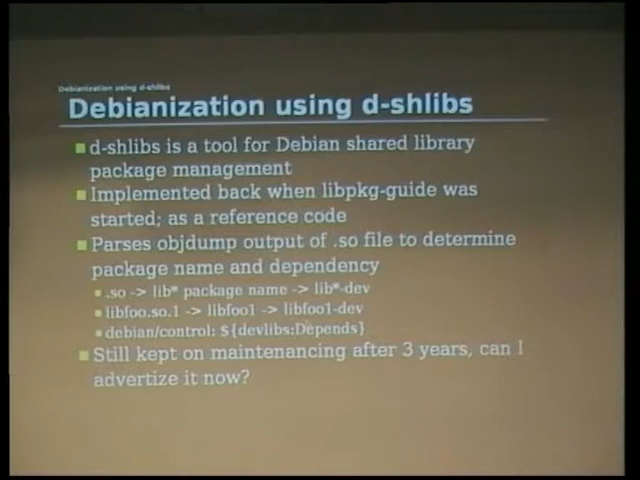 Debianization using d-shlibs
Debianization using d-shlibs
d-shlibs is a tool for Debian shared library
package management
Implemented back when libpkg-guide was
started; as a reference code
Parses objdump output of .so file to determine
package name and dependency
.so -> lib* package name -> lib*-dev
libfoo.so.1 -> libfoo1 -> libfoo1-dev
debian/control: ${devlibs:Depends}
Still kept on maintenancing after 3 years, can I
advertize it now?